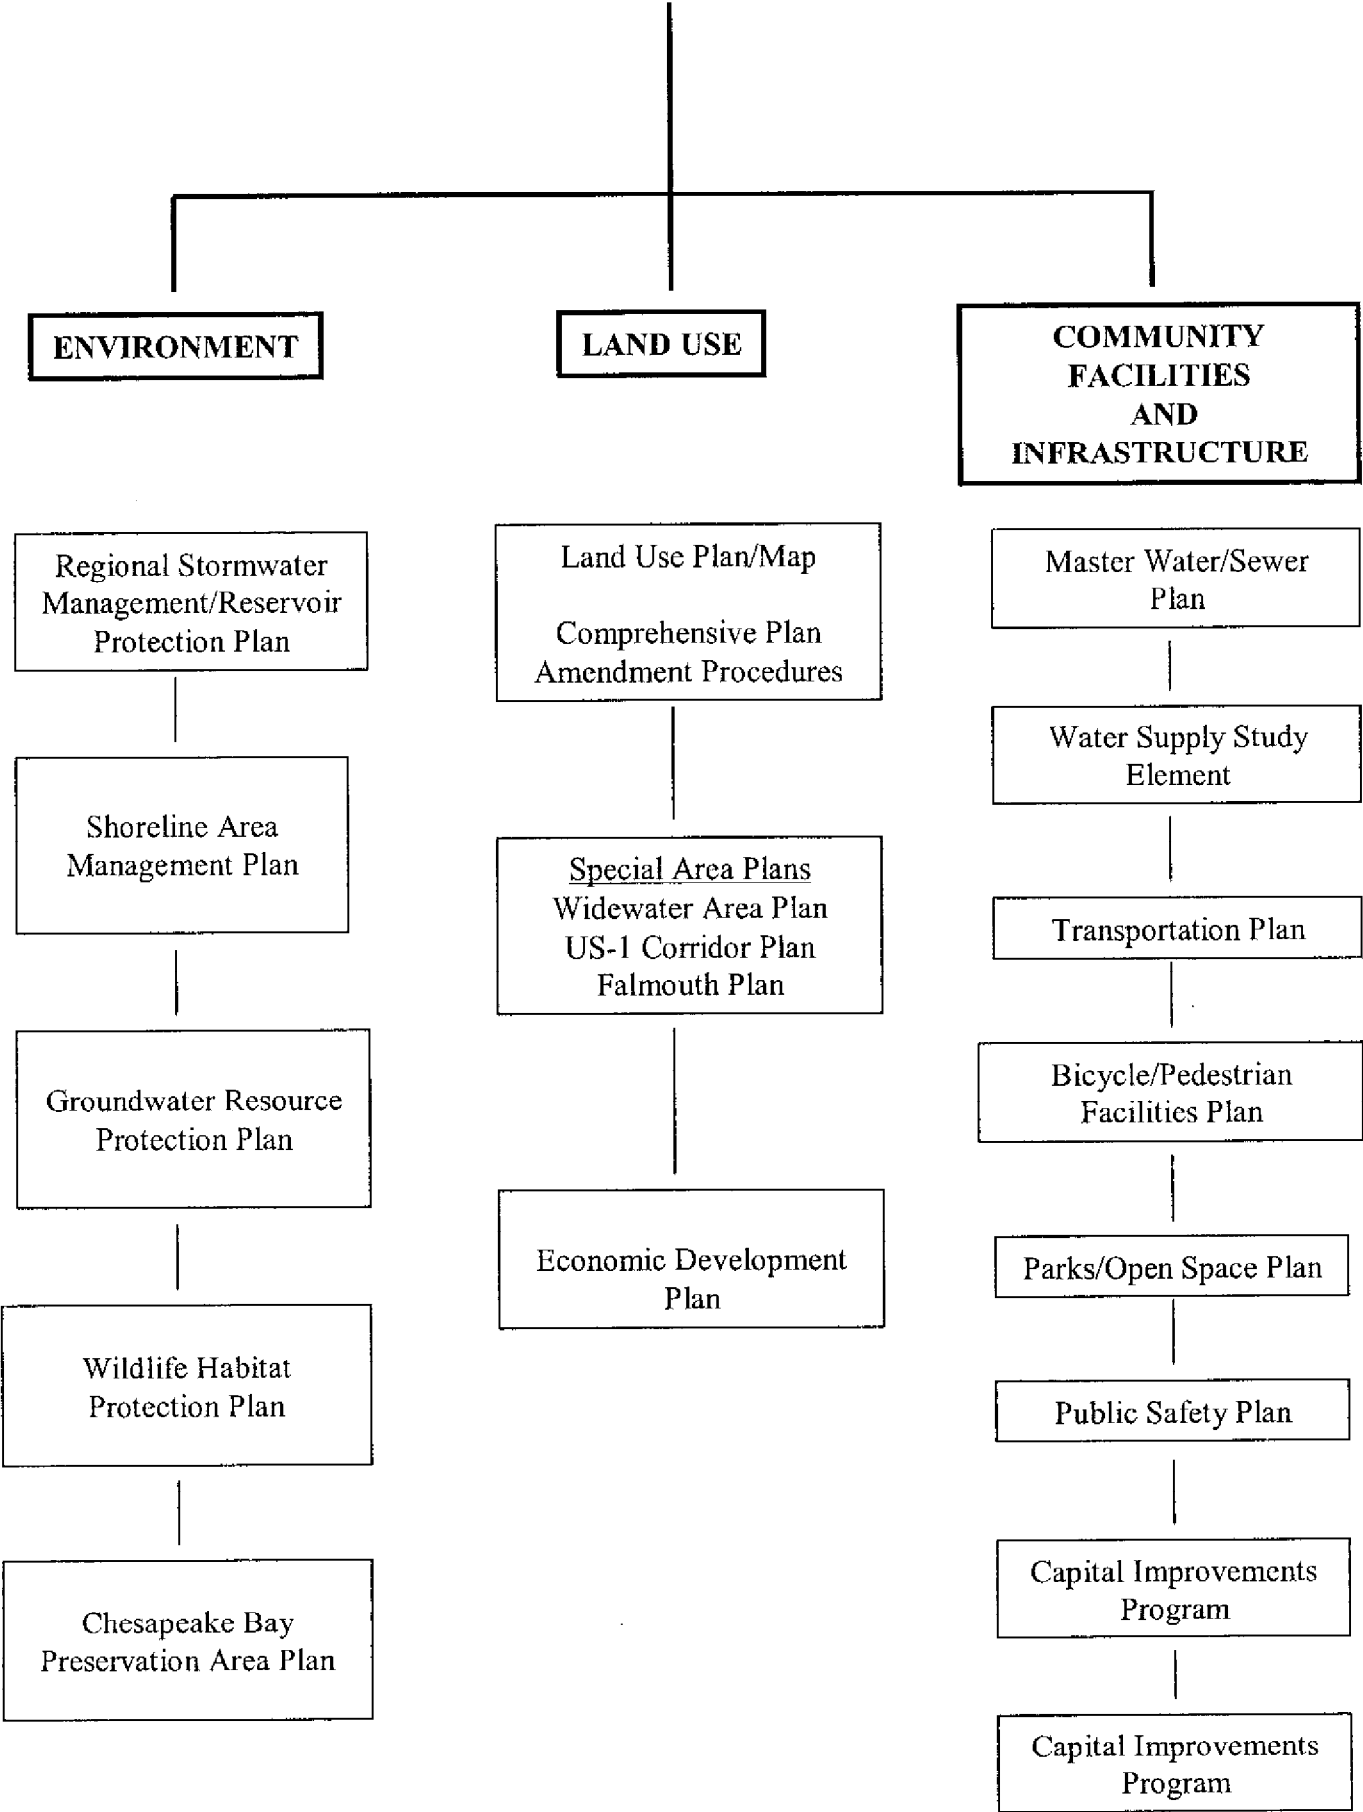 ENVIRONMENT
LAND USE
COMMUNITY
FACILITIES
AND
INFRASTRUCTURE
Regional Stormwater
Management/Reservoir
Protection Plan
Shoreline Area
Management Plan
Groundwater Resource
Protection Plan
Wildlife Habitat
Protection Plan
Chesapeake Bay
Preservation Area Plan
Land Use Plan/Map
Comprehensive Plan
Amendment Procedures
Special Area Plans
Widewater Area Plan
US-1 Corridor Plan
Falmouth Plan
Economic Development
Plan
Master Water/Sewer
Plan
Water Supply Study
Element
Transportation Plan
Bicycle/Pedestrian
Facilities Plan
Parks/Open Space Plan
Public Safety Plan
Capital Improvements
Program
Capital Improvements
Program